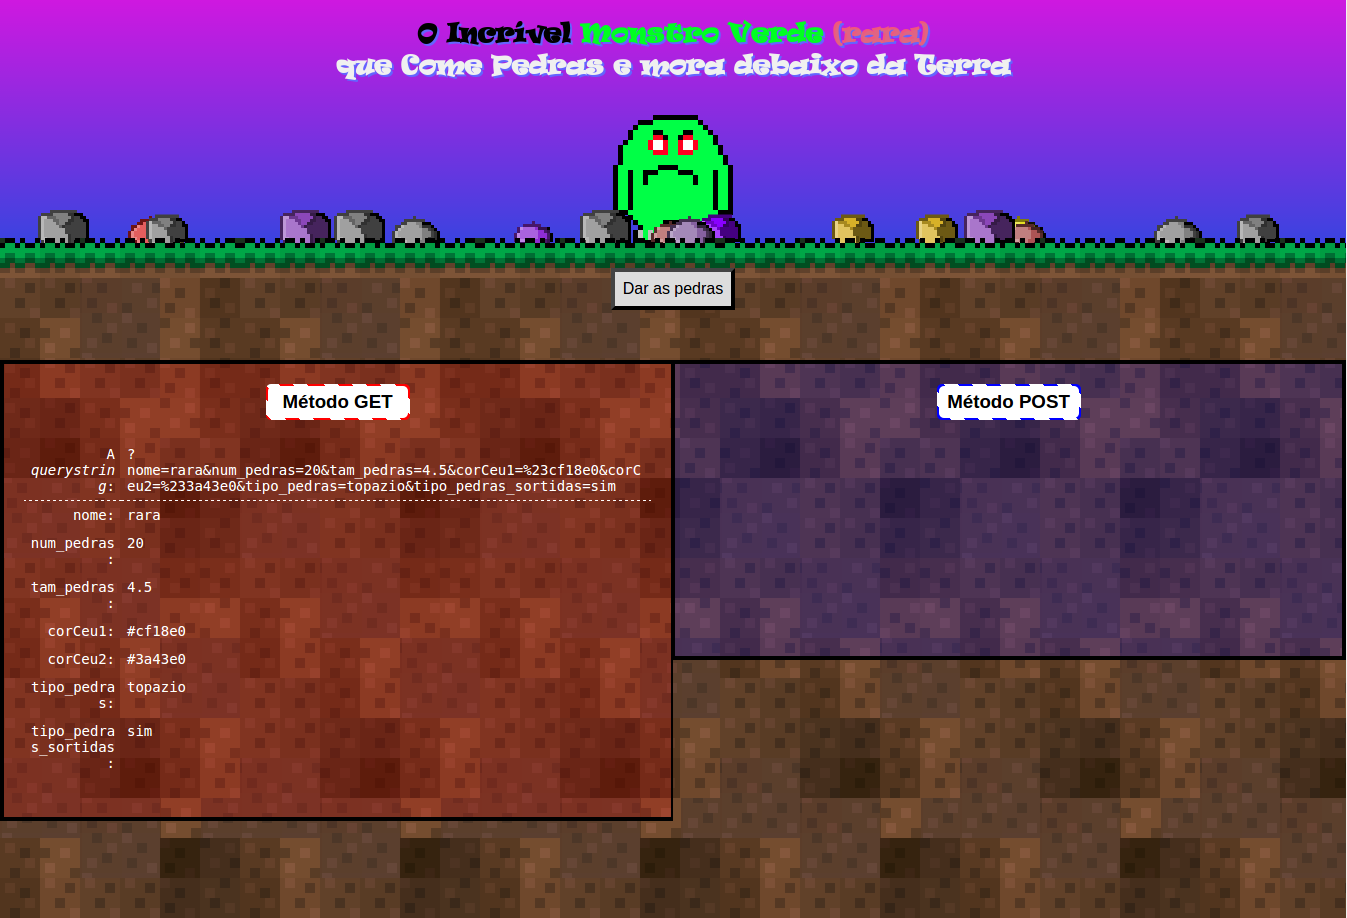 O Incrível Monstro Verde (rara)
que Come Pedras e mora debaixo da Terra
Dar as pedras
Método GET
A querystring: ?nome=rara&num_pedras=20&tam_pedras=4.5&corCeu1=%23cf18e0&corCeu2=%233a43e0&tipo_pedras=topazio&tipo_pedras_sortidas=sim
nome: rara
num_pedras: 20
tam_pedras: 4.5
corCeu1: #cf18e0
corCeu2: #3a43e0
tipo_pedras: topazio
tipo_pedras_sortidas: sim
Método POST